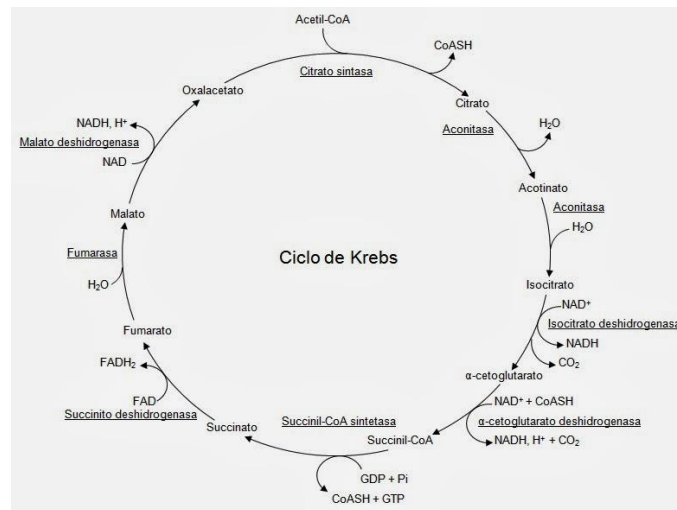 Acetil-CoA
CoASH
Citrato sintasa
Oxalacetato
Citrato
NADH, H⁺
H₂O
Aconitasa
Malato deshidrogenasa
NAD
Acotinato
Aconitasa
Malato
H₂O
Fumarasa
Ciclo de Krebs
H₂O
Isocitrato
NAD⁺
Fumarato
Isocitrato deshidrogenasa
NADH
FADH₂
CO₂
α-cetoglutarato
FAD
NAD⁺ + CoASH
Succinito deshogenasa
Succinil-CoA sintetasa
α-cetoglutarato deshidrogenasa
Succinato
Succinil-CoA
NADH, H⁺ + CO₂
GDP + Pi
CoASH + GTP